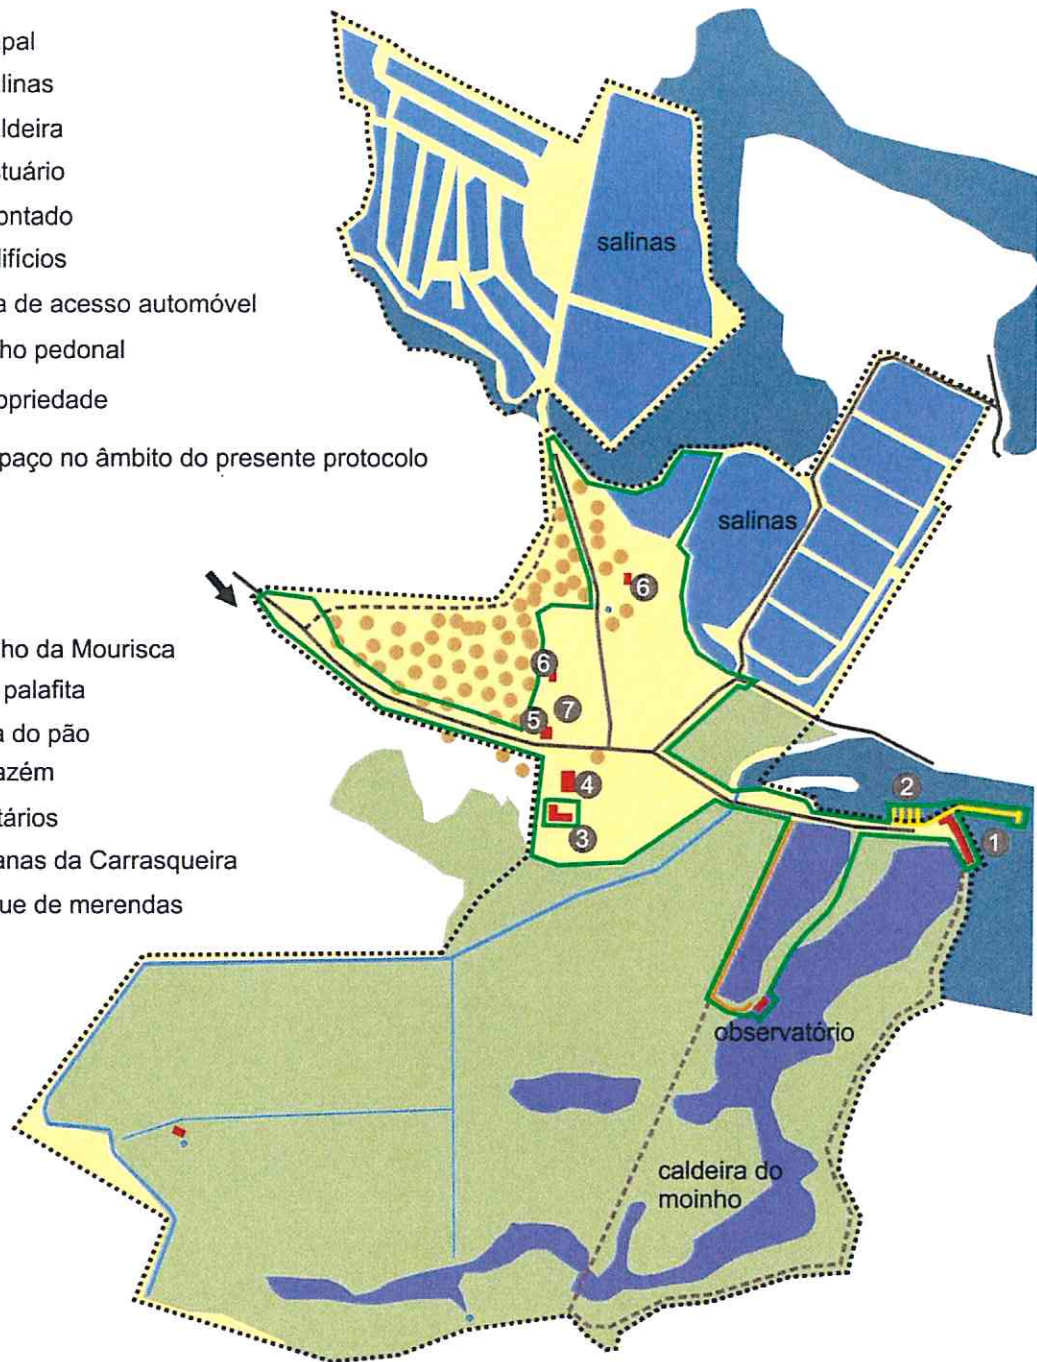 pal
linas
ldeira
tuário
ontado
lifícios
a de acesso automóvel
ho pedonal
opriedade
paço no âmbito do presente protocolo
ho da Mourisca
palafita
a do pão
azém
tários
anas da Carrasqueira
ue de merendas
salinas
salinas
6
6
7
5
4
3
2
1
observatório
caldeira do
moinho